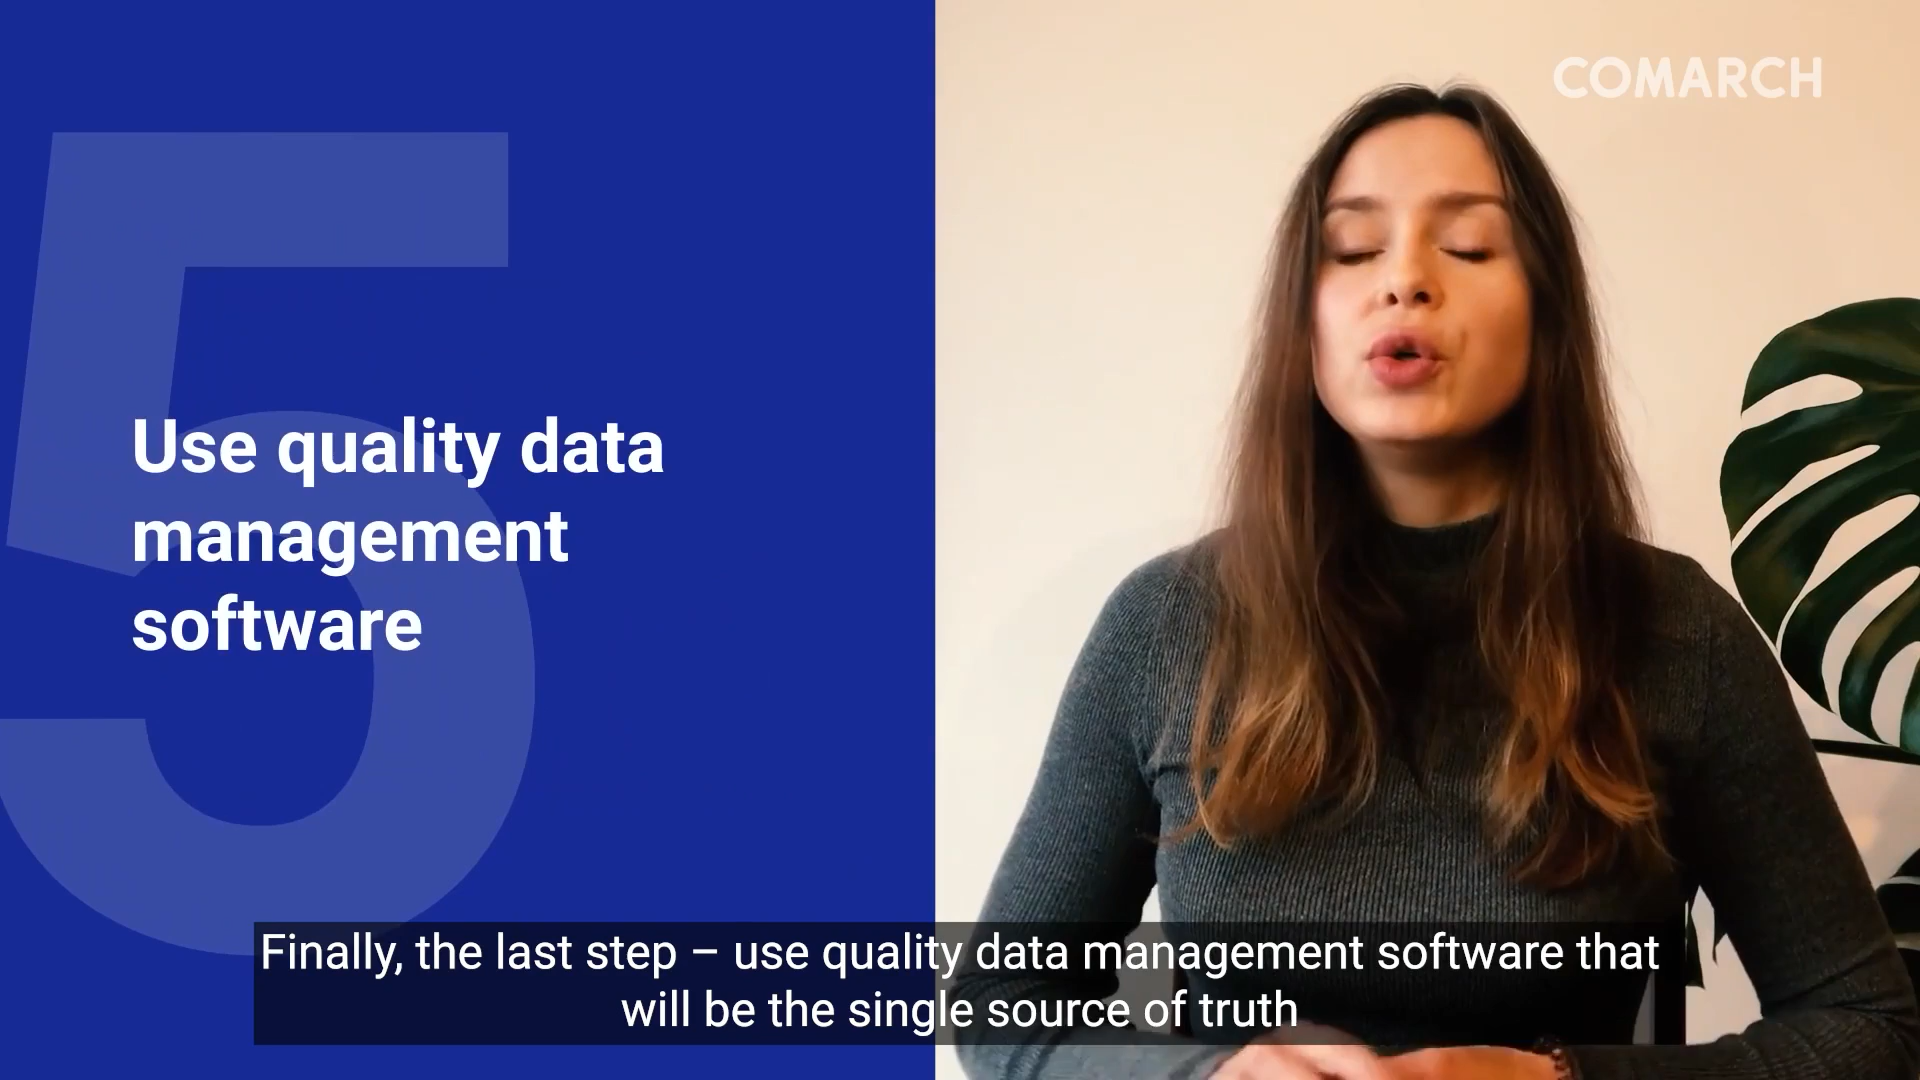 COMARCH
5
Use quality data
management
software
Finally, the last step – use quality data management software that
will be the single source of truth